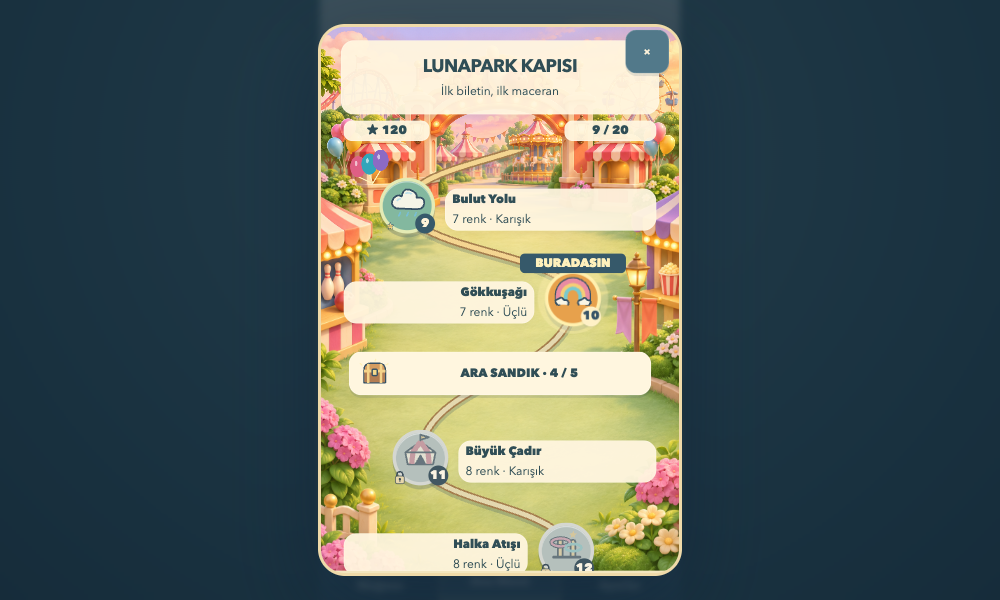 LUNAPARK KAPISI
×
İlk biletin, ilk maceran
★ 120
9 / 20
Bulut Yolu
7 renk · Karışık
9
BURADASIN
Gökkuşağı
7 renk · Üçlü
10
ARA SANDIK · 4 / 5
Büyük Çadır
8 renk · Karışık
11
Halka Atışı
8 renk · Üçlü
12